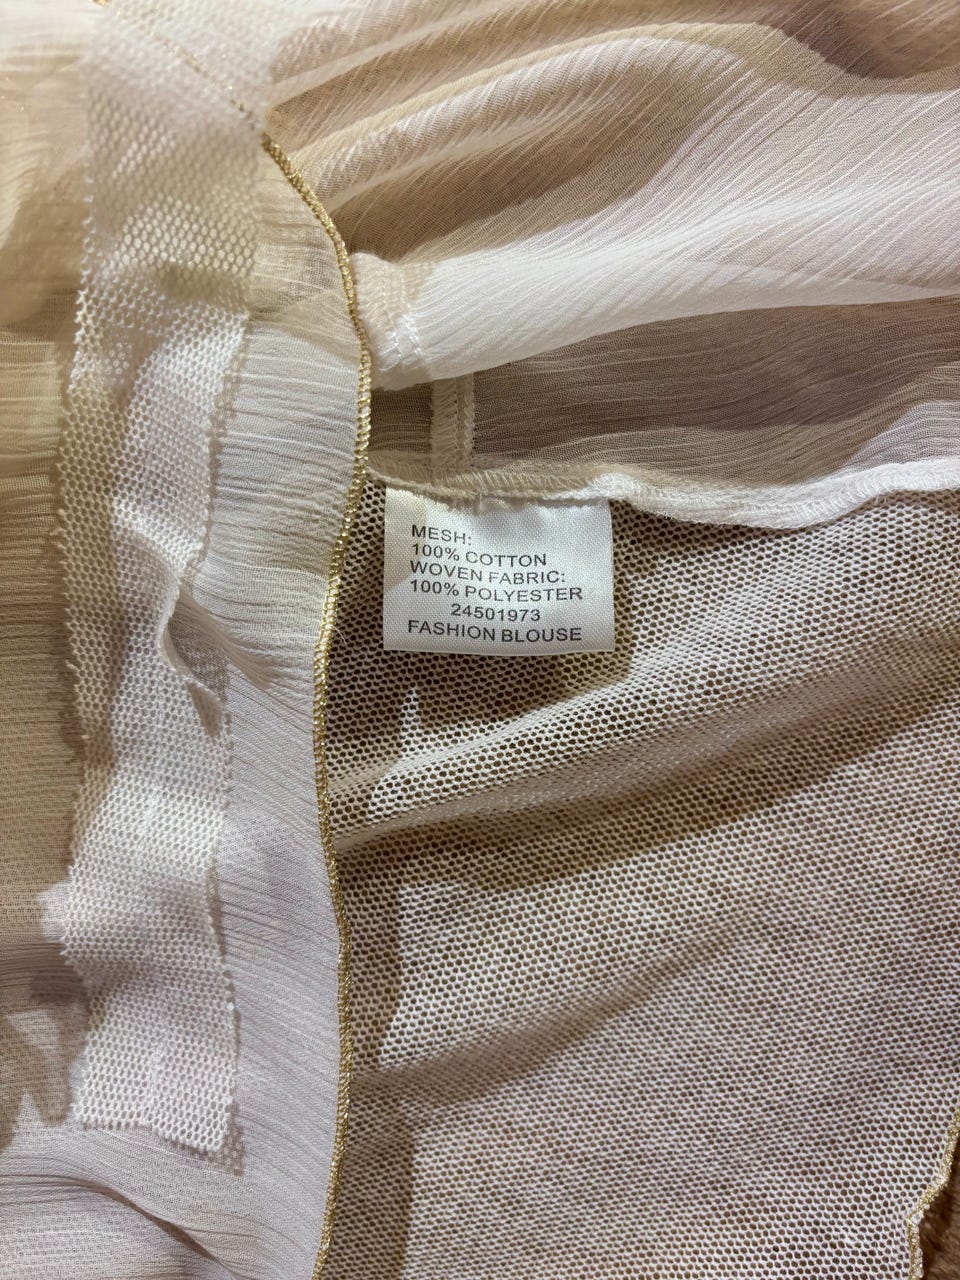 MESH:
100% COTTON
WOVEN FABRIC:
100% POLYESTER
24501973
FASHION BLOUSE